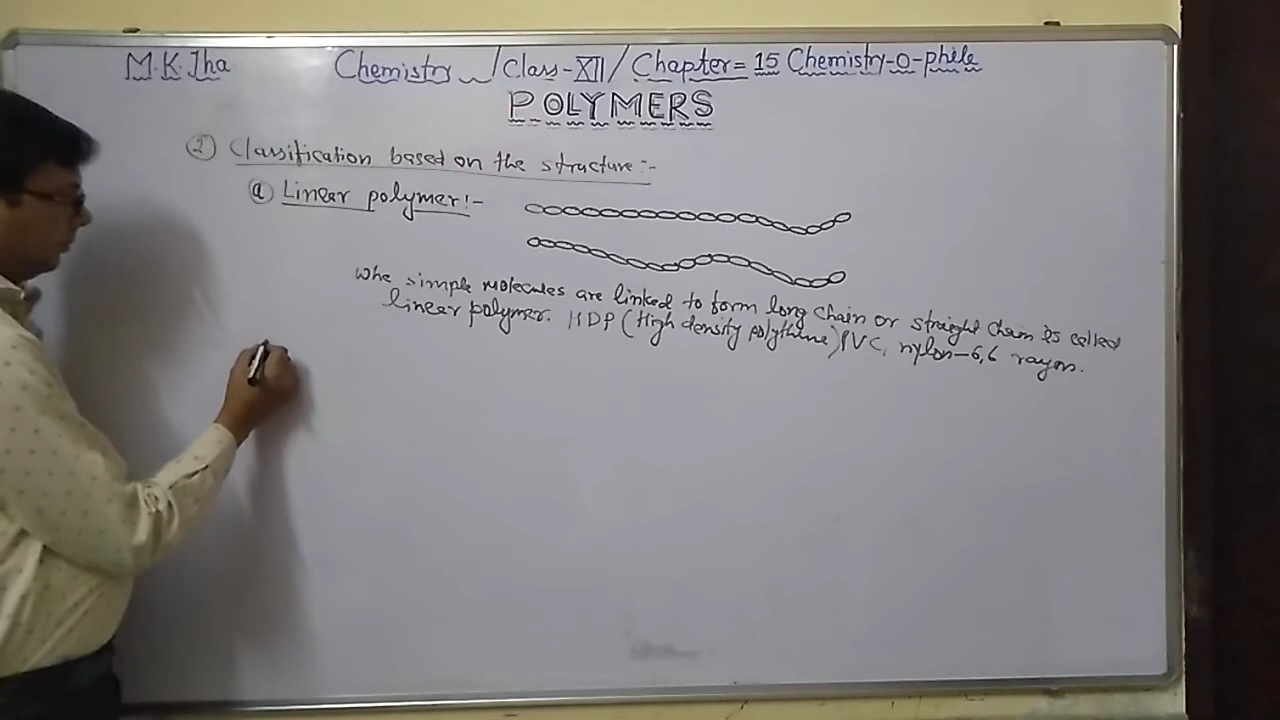 M.K.Jha Chemistry /Class-XII/ Chapter=15 Chemistry-o-phile
POLYMERS
② Classification based on the structure:-
ⓐ Linear polymer:-
Whe simple molecules are linked to form long chain or straight chain is called
linear polymer. HDP (High density polythine) PVC, nylon-6,6 rayon.